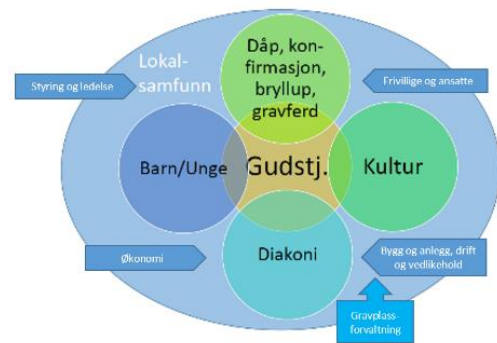 Lokal-
samfunn
Dåp, kon-
firmasjon,
bryllup,
gravferd
Styring og ledelse
Frivillige og ansatte
Barn/Unge
Gudstj.
Kultur
Økonomi
Diakoni
Bygg og anlegg, drift
og vedlikehold
Gravplass-
forvaltning